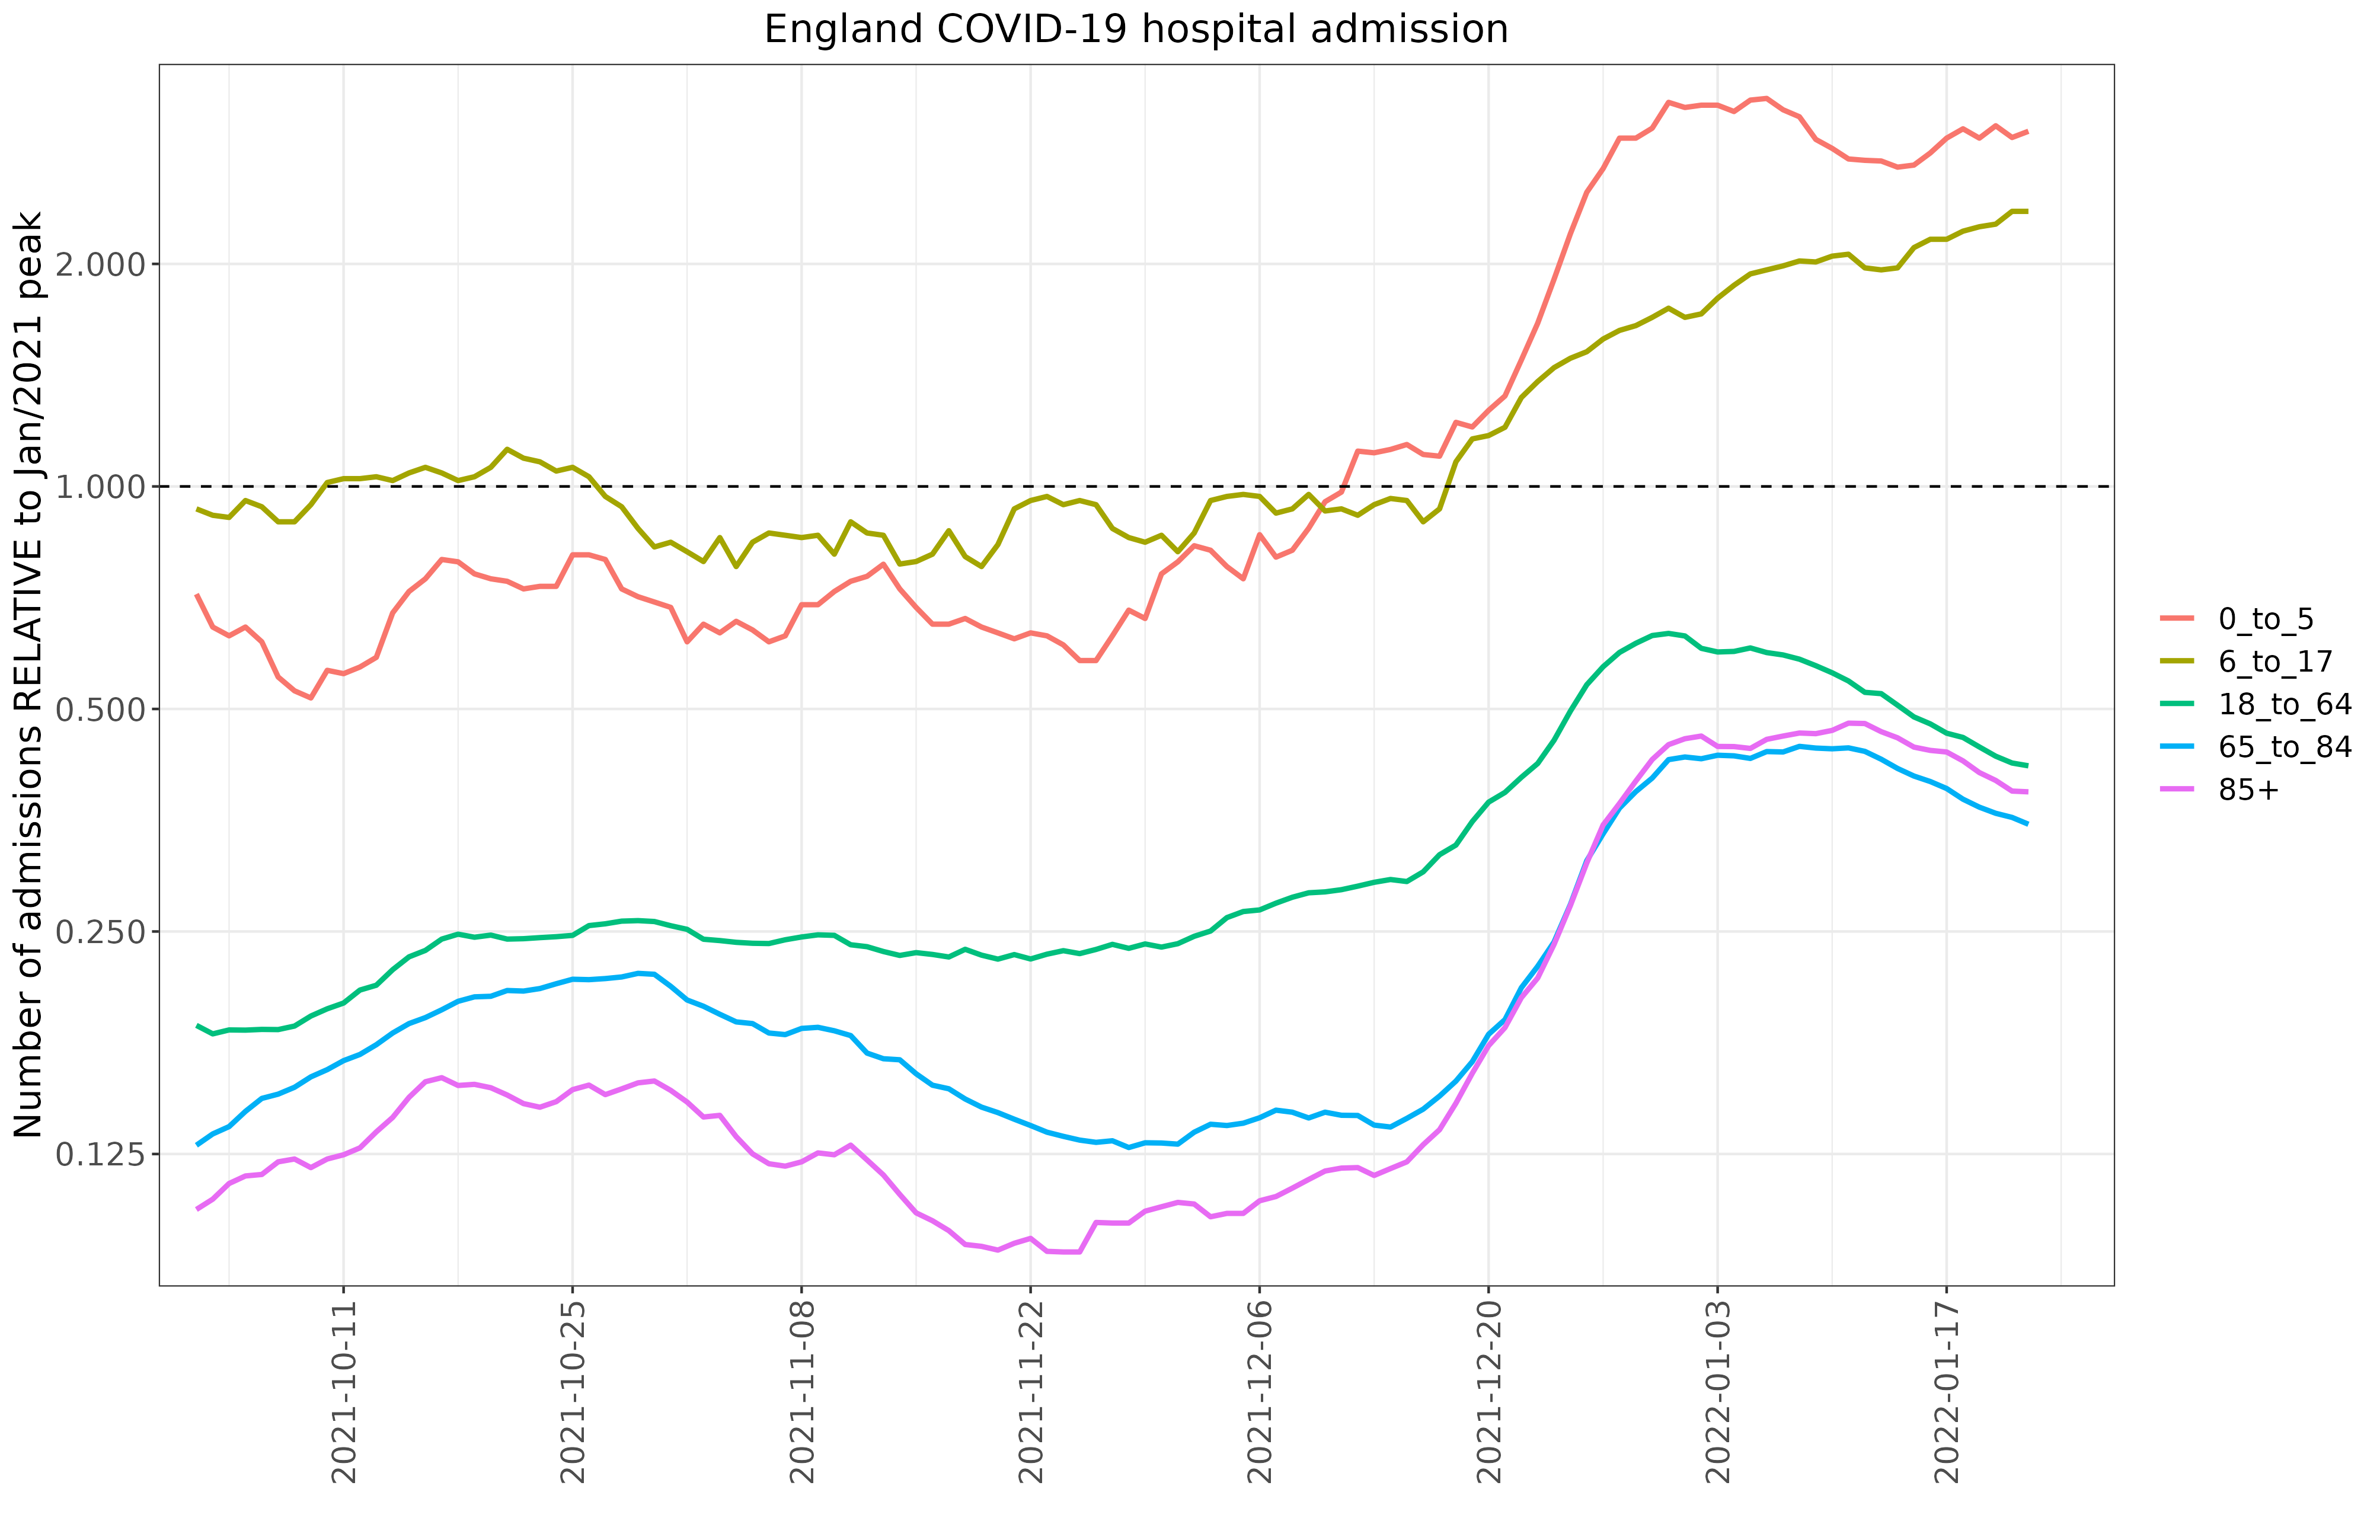 England COVID-19 hospital admission
Number of admissions RELATIVE to Jan/2021 peak
2.000
1.000
0.500
0.250
0.125
2021-10-11
2021-10-25
2021-11-08
2021-11-22
2021-12-06
2021-12-20
2022-01-03
2022-01-17
0_to_5
6_to_17
18_to_64
65_to_84
85+